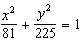 x²/81 + y²/225 = 1